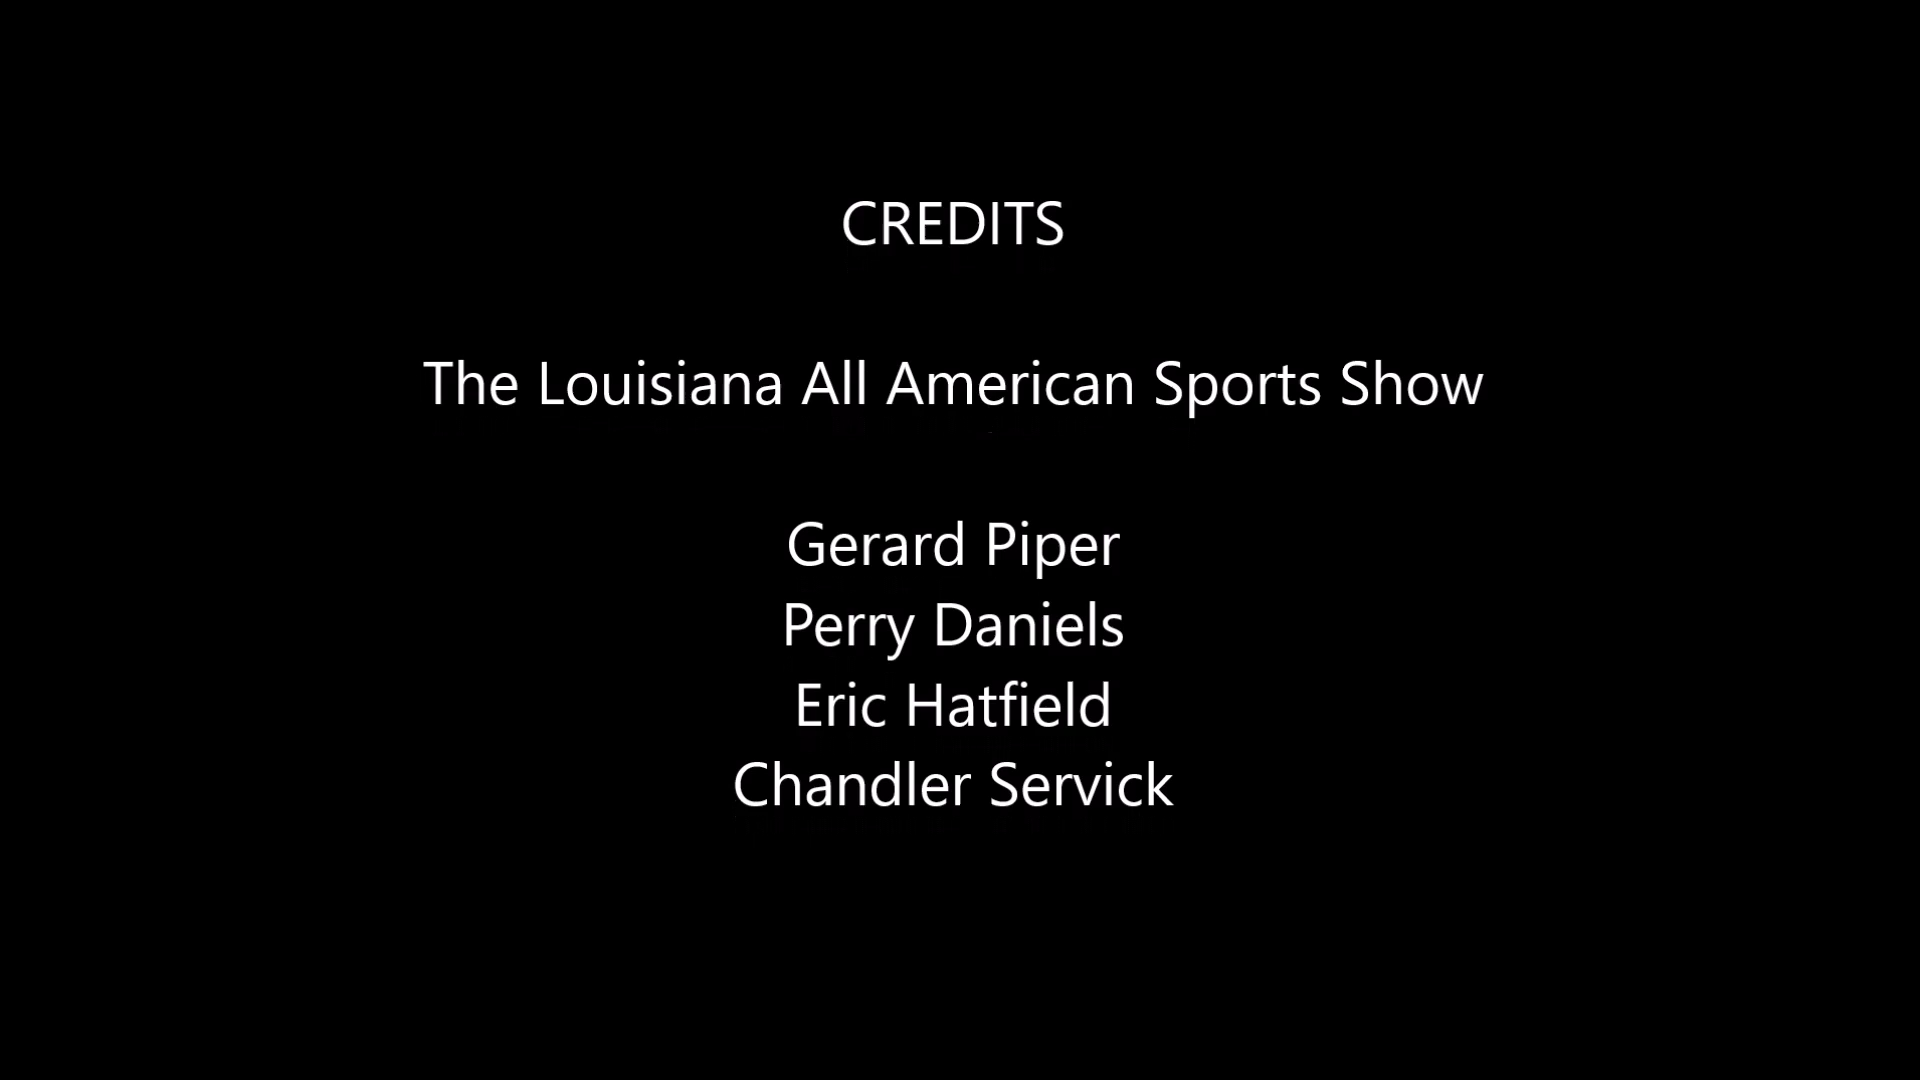 CREDITS
The Louisiana All American Sports Show
Gerard Piper
Perry Daniels
Eric Hatfield
Chandler Servick